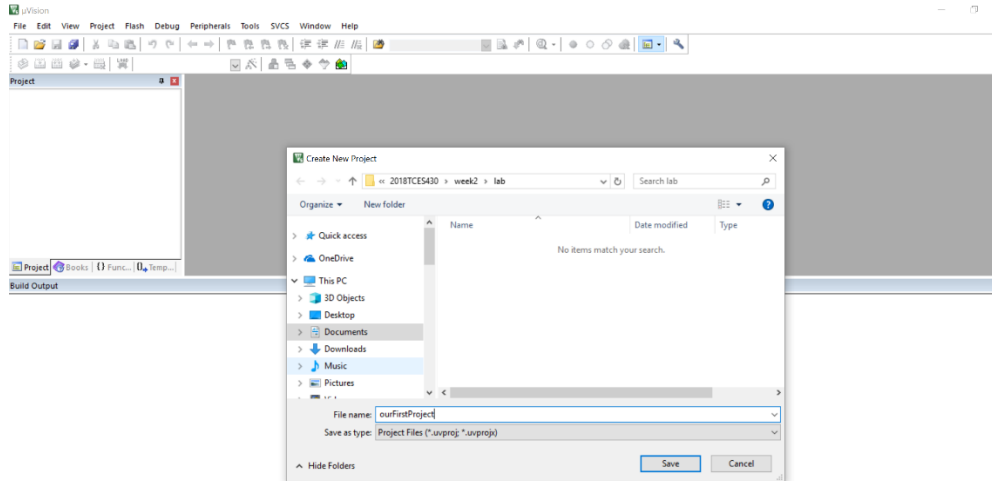 µVision
File Edit View Project Flash Debug Peripherals Tools SVCS Window Help
Project
Create New Project
« 2018TCES430 > week2 > lab
Search lab
Organize New folder
Name Date modified Type
No items match your search.
Quick access
OneDrive
This PC
3D Objects
Desktop
Documents
Downloads
Music
Pictures
Project Books {} Func... Temp...
Build Output
File name: ourFirstProject
Save as type: Project Files (*.uvproj; *.uvprojx)
Hide Folders
Save Cancel